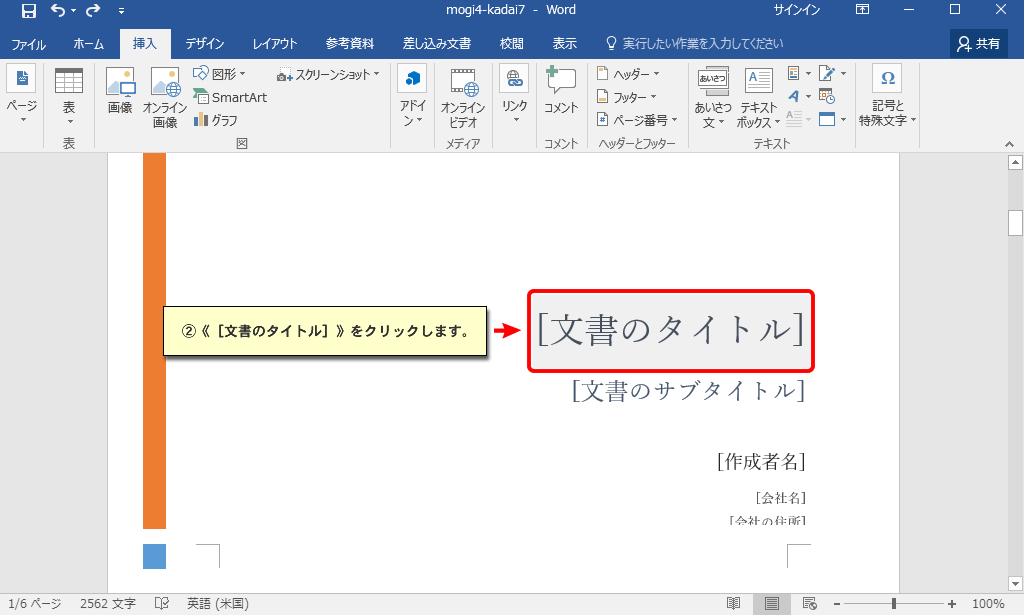 mogi4-kadai7 - Word
サインイン
ファイル ホーム 挿入 デザイン レイアウト 参考資料 差し込み文書 校閲 表示 実行したい作業を入力してください 共有
ページ
表
画像
オンライン
画像
図形
SmartArt
グラフ
スクリーンショット
アドイ
ン
オンライン
ビデオ
リンク
コメント
ヘッダー
フッター
ページ番号
あいさつ
あいさつ
文
A
テキスト
ボックス
Ω
記号と
特殊文字
表 図 メディア コメント ヘッダーとフッター テキスト
②《［文書のタイトル］》をクリックします。
[文書のタイトル]
[文書のサブタイトル]
[作成者名]
[会社名]
[会社の住所]
1/6 ページ 2562 文字 英語 (米国) 100%